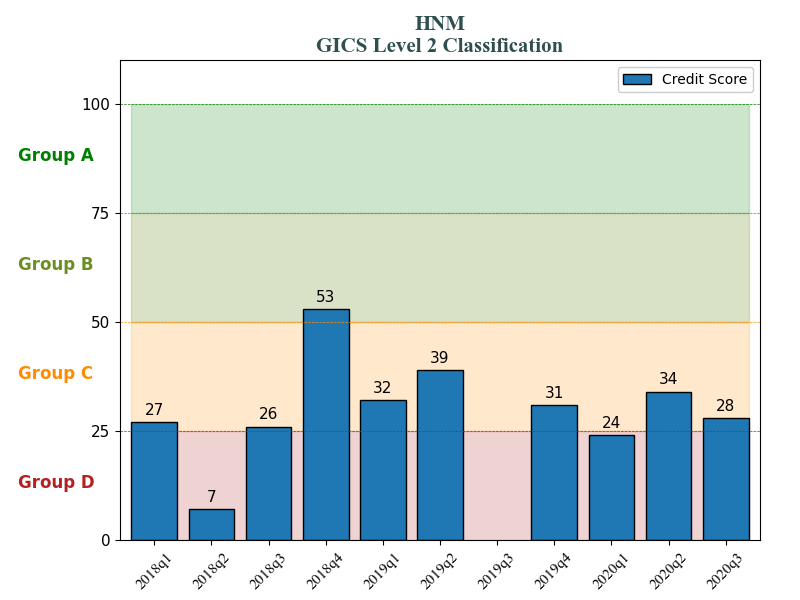 HNM
GICS Level 2 Classification
Credit Score
100
Group A
75
Group B
53
50
39
Group C
34
32
31
28
27
26
24
25
7
Group D
0
2018q1 2018q2 2018q3 2018q4 2019q1 2019q2 2019q3 2019q4 2020q1 2020q2 2020q3